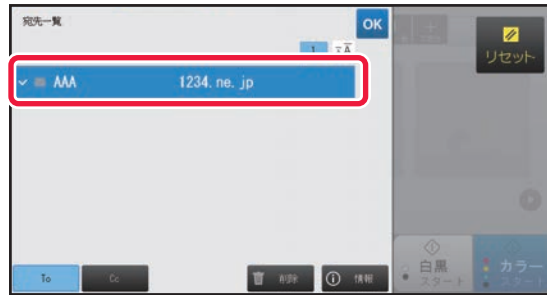 宛先一覧
OK
1
リセット
AAA 1234. ne. jp
To
Cc
削除
情報
白黒
スタート
カラー
スタート